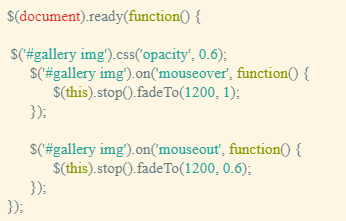 $(document).ready(function() {
$('#gallery img').css('opacity', 0.6);
$('#gallery img').on('mouseover', function() {
$(this).stop().fadeTo(1200, 1);
});
$('#gallery img').on('mouseout', function() {
$(this).stop().fadeTo(1200, 0.6);
});
});